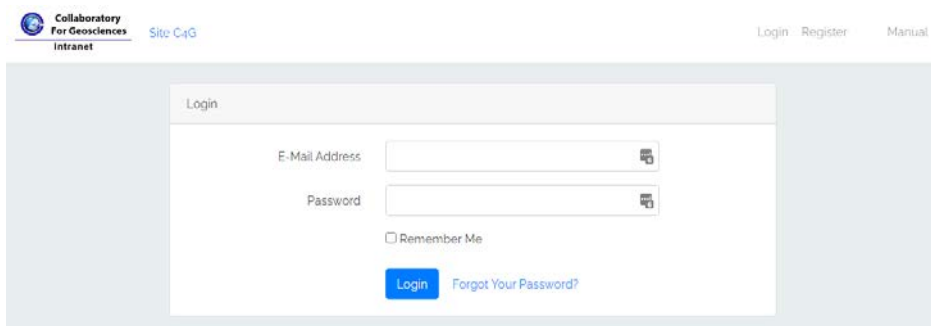 Collaboratory
For Geosciences
Intranet
Site C4G
Login Register Manual
Login
E-Mail Address
Password
Remember Me
Login Forgot Your Password?